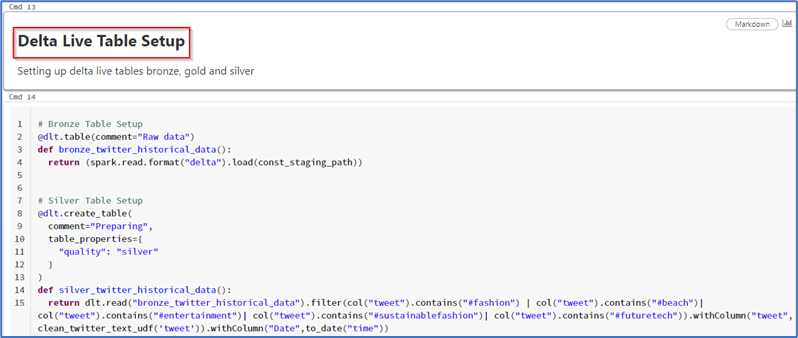 Cmd 13
Markdown
Delta Live Table Setup
Setting up delta live tables bronze, gold and silver
Cmd 14
1 # Bronze Table Setup
2 @dlt.table(comment="Raw data")
3 def bronze_twitter_historical_data():
4 return (spark.read.format("delta").load(const_staging_path))
5
6
7 # Silver Table Setup
8 @dlt.create_table(
9 comment="Preparing",
10 table_properties={
11 "quality": "silver"
12 }
13 )
14 def silver_twitter_historical_data():
15 return dlt.read("bronze_twitter_historical_data").filter(col("tweet").contains("#fashion") | col("tweet").contains("#beach")|
col("tweet").contains("#entertainment")| col("tweet").contains("#sustainablefashion")| col("tweet").contains("#futuretech")).withColumn("tweet",
clean_twitter_text_udf('tweet')).withColumn("Date",to_date("time"))